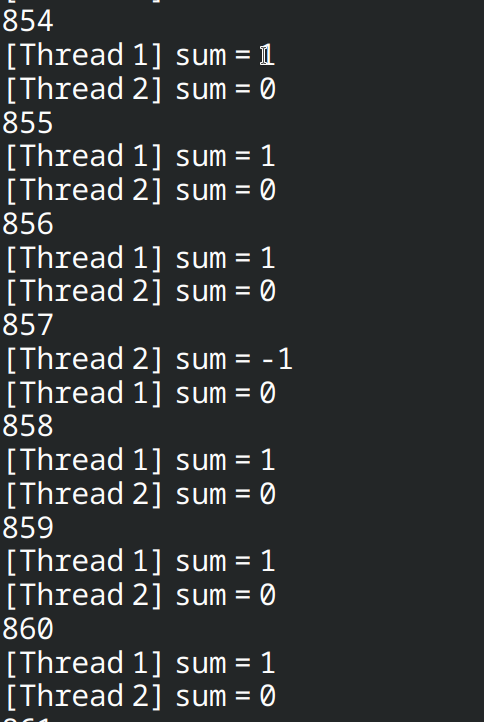 854
[Thread 1] sum = 1
[Thread 2] sum = 0
855
[Thread 1] sum = 1
[Thread 2] sum = 0
856
[Thread 1] sum = 1
[Thread 2] sum = 0
857
[Thread 2] sum = -1
[Thread 1] sum = 0
858
[Thread 1] sum = 1
[Thread 2] sum = 0
859
[Thread 1] sum = 1
[Thread 2] sum = 0
860
[Thread 1] sum = 1
[Thread 2] sum = 0